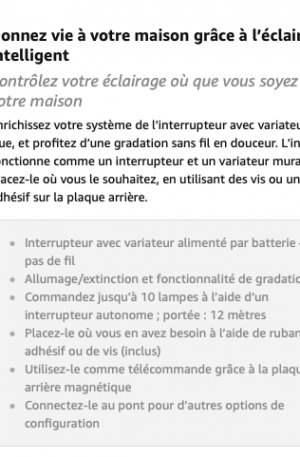 onnez vie à votre maison grâce à l'éclair
ntelligent
ontrôlez votre éclairage où que vous soyez
otre maison
nrichissez votre système de l'interrupteur avec variateu
ue, et profitez d'une gradation sans fil en douceur. L'in
onctionne comme un interrupteur et un variateur mura
lacez-le où vous le souhaitez, en utilisant des vis ou un
dhésif sur la plaque arrière.
• Interrupteur avec variateur alimenté par batterie -
pas de fil
• Allumage/extinction et fonctionnalité de gradatio
• Commandez jusqu'à 10 lampes à l'aide d'un
interrupteur autonome ; portée : 12 mètres
• Placez-le où vous en avez besoin à l'aide de ruban
adhésif ou de vis (inclus)
• Utilisez-le comme télécommande grâce à la plaqu
arrière magnétique
• Connectez-le au pont pour d'autres options de
configuration